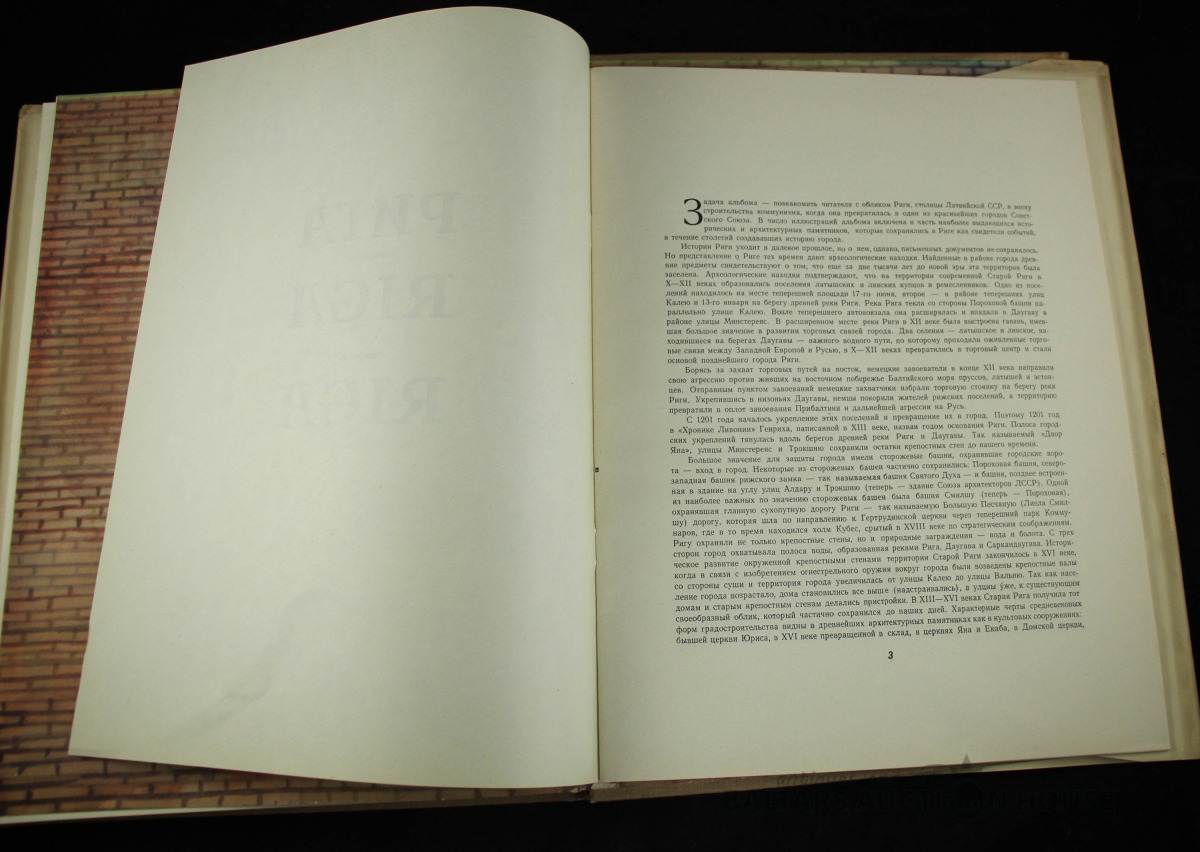 Задача альбома — познакомить читателя с обликом Риги, столицы Латвийской ССР, в эпоху
строительства коммунизма, когда она превратилась в один из красивейших городов Совет-
ского Союза. В число иллюстраций альбома включена и часть наиболее выдающихся исто-
рических и архитектурных памятников, которые сохранились в Риге как свидетели событий,
в течение столетий создававших историю города.
История Риги уходит в далекое прошлое, но о нем, однако, письменных документов не сохранилось.
Но представление о Риге тех времен дают археологические находки. Найденные в районе города древ-
ние предметы свидетельствуют о том, что еще за две тысячи лет до новой эры эта территория была
заселена. Археологические находки подтверждают, что на территории современной Старой Риги в
X—XII веках образовались поселения латышских и ливских купцов и ремесленников. Одно из посе-
лений находилось на месте теперешней площади 17-го июня, второе — в районе теперешних улиц
Калею и 13-го января на берегу древней реки Риги. Река Рига текла со стороны Пороховой башни па-
раллельно улице Калею. Возле теперешнего автовокзала она расширялась и впадала в Даугаву в
районе улицы Минстереяс. В расширенном месте реки Риги в XII веке была выстроена гавань, имев-
шая большое значение в развитии торговых связей города. Два селения — латышское и ливское, на-
ходившиеся на берегах Даугавы — важного водного пути, по которому проходили оживленные торго-
вые связи между Западной Европой и Русью, в X—XII веках превратились в торговый центр и стали
основой позднейшего города Риги.
Борясь за захват торговых путей на восток, немецкие завоеватели в конце XII века направили
свою агрессию против живших на восточном побережье Балтийского моря пруссов, латышей и эстон-
цев. Отправным пунктом завоеваний немецкие захватчики избрали торговую стоянку на берегу реки
Риги. Укрепившись в низовьях Даугавы, немцы покорили жителей рижских поселений, а территорию
превратили в оплот завоевания Прибалтики и дальнейшей агрессии на Русь.
С 1201 года началось укрепление этих поселений и превращение их в город. Поэтому 1201 год
в «Хронике Ливонии» Генриха, написанной в XIII веке, назван годом основания Риги. Полоса город-
ских укреплений тянулась вдоль берегов древней реки Риги и Даугавы. Так называемый «Двор
Яна», улицы Минстереяс и Трокшню сохранили остатки крепостных стен до нашего времени.
Большое значение для защиты города имели сторожевые башни, охранявшие городские воро-
та — вход в город. Некоторые из сторожевых башен частично сохранились: Пороховая башня, северо-
западная башня рижского замка — так называемая башня Святого Духа — и башня, позднее встроен-
ная в здание на углу улиц Алдару и Трокшню (теперь — здание Союза архитекторов ЛССР). Одной
из наиболее важных по значению сторожевых башен была башня Смилшу (теперь — Пороховая),
охранявшая главную сухопутную дорогу Риги — так называемую Большую Песчаную (Лиела Смил-
шу) дорогу, которая шла по направлению к Гертрудинской церкви через теперешний парк Комму-
наров, где в то время находился холм Кубес, срытый в XVIII веке по стратегическим соображениям.
Ригу охраняли не только крепостные стены, но и природные заграждения — вода и болота. С трех
сторон город охватывала полоса воды, образованная реками Рига, Даугава и Саркандаугава. Истори-
ческое развитие окруженной крепостными стенами территории Старой Риги закончилось в XVI веке,
когда в связи с изобретением огнестрельного оружия вокруг города были возведены крепостные валы
со стороны суши и территория города увеличилась от улицы Калею до улицы Вальню. Так как насе-
ление города возрастало, дома становились все выше (надстраивались), а улицы уже, к существующим
домам и старым крепостным стенам делались пристройки. В XIII—XVI веках Старая Рига получила тот
своеобразный облик, который частично сохранился до наших дней. Характерные черты средневековых
форм градостроительства видны в древнейших архитектурных памятниках как в культовых сооружениях:
бывшей церкви Юриса, в XVI веке превращенной в склад, в церквях Яна и Екаба, в Домской церкви,
3
BALTARS AUCTION HOUSE